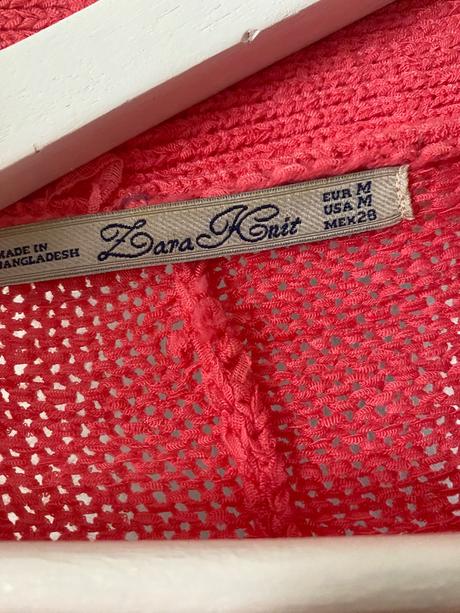 MADE IN
BANGLADESH
Zara Knit
EUR M
USA M
MEX 28